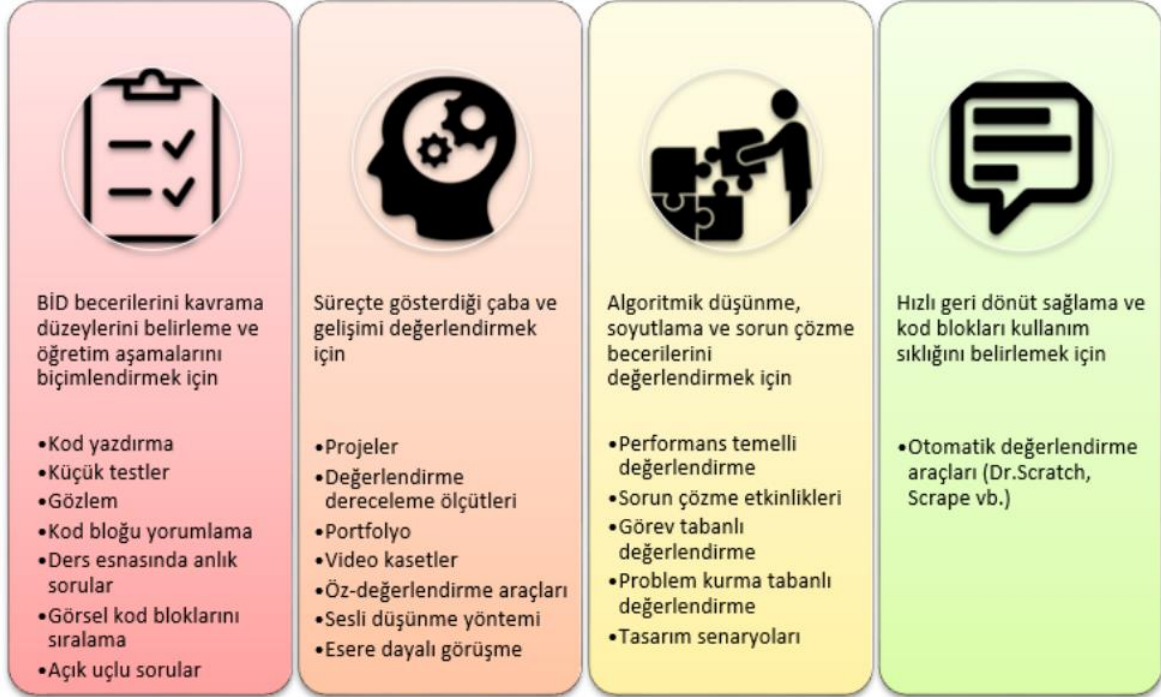 BİD becerilerini kavrama
düzeylerini belirleme ve
öğretim aşamalarını
biçimlendirmek için
•Kod yazdırma
•Küçük testler
•Gözlem
•Kod bloğu yorumlama
•Ders esnasında anlık
sorular
•Görsel kod bloklarını
sıralama
•Açık uçlu sorular
Süreçte gösterdiği çaba ve
gelişimi değerlendirmek
için
•Projeler
•Değerlendirme
dereceleme ölçütleri
•Portfolyo
•Video kasetler
•Öz-değerlendirme araçları
•Sesli düşünme yöntemi
•Esere dayalı görüşme
Algoritmik düşünme,
soyutlama ve sorun çözme
becerilerini
değerlendirmek için
•Performans temelli
değerlendirme
•Sorun çözme etkinlikleri
•Görev tabanlı
değerlendirme
•Problem kurma tabanlı
değerlendirme
•Tasarım senaryoları
Hızlı geri dönüt sağlama ve
kod blokları kullanım
sıklığını belirlemek için
•Otomatik değerlendirme
araçları (Dr.Scratch,
Scrape vb.)